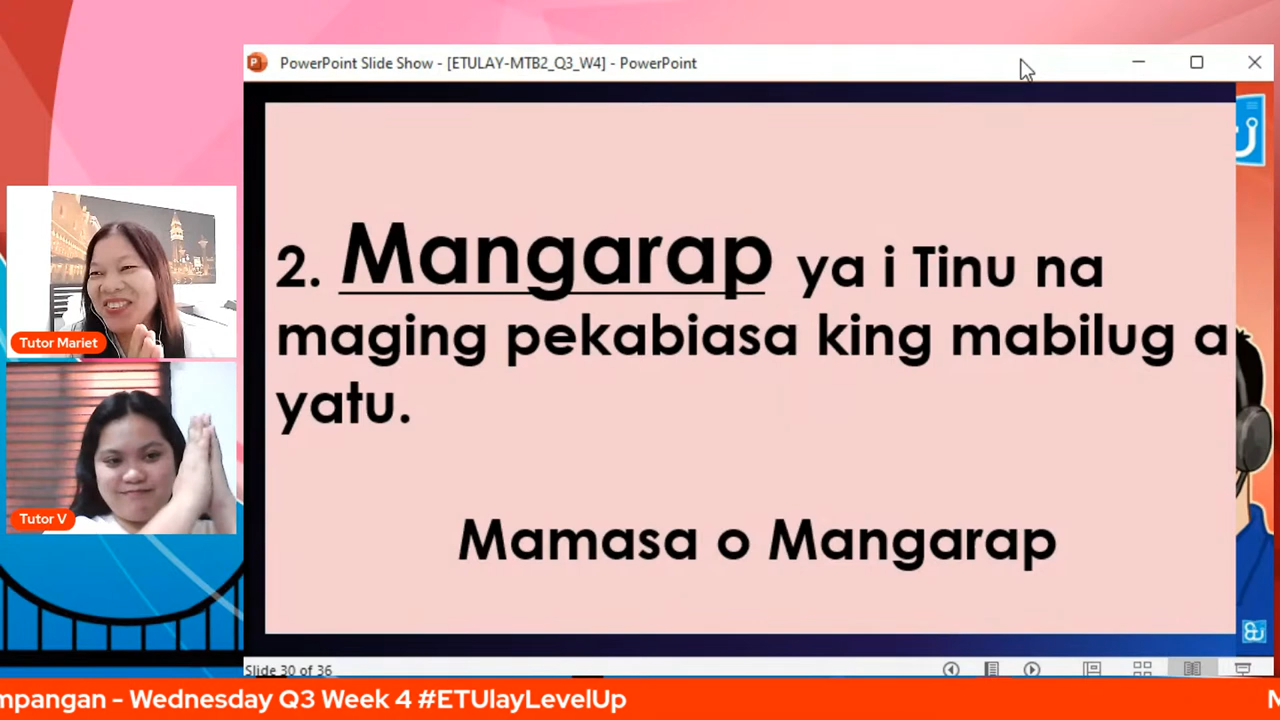 PowerPoint Slide Show - [ETULAY-MTB2_Q3_W4] - PowerPoint
2. Mangarap ya i Tinu na
maging pekabiasa king mabilug a
yatu.
Mamasa o Mangarap
Tutor Mariet
Tutor V
Slide 30 of 36
mpangan - Wednesday Q3 Week 4 #ETUlayLevelUp
M